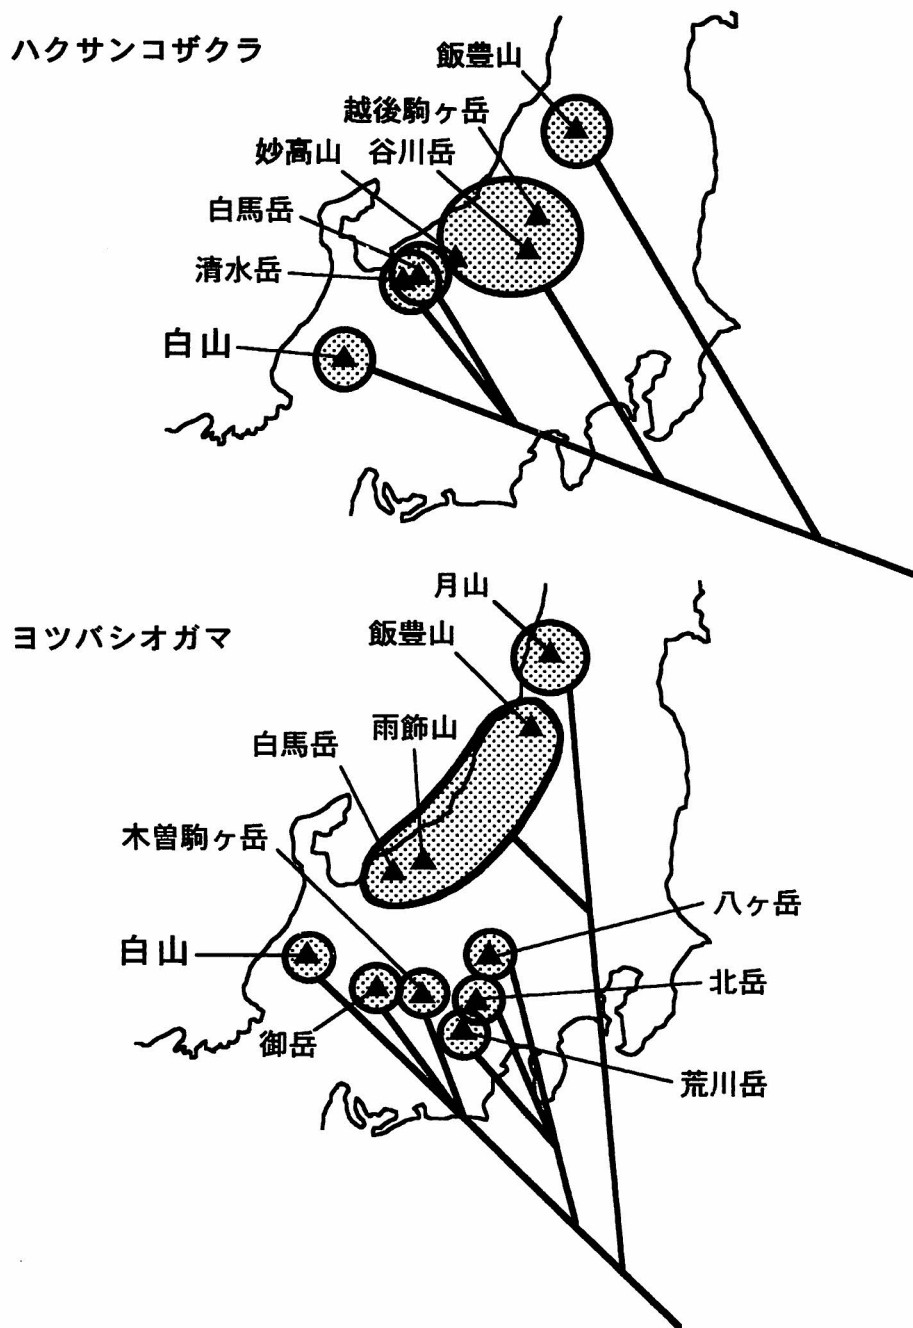 ハクサンコザクラ
飯豊山
越後駒ヶ岳
妙高山
谷川岳
白馬岳
清水岳
白山
ヨツバシオガマ
月山
飯豊山
雨飾山
白馬岳
木曽駒ヶ岳
八ヶ岳
白山
北岳
御岳
荒川岳